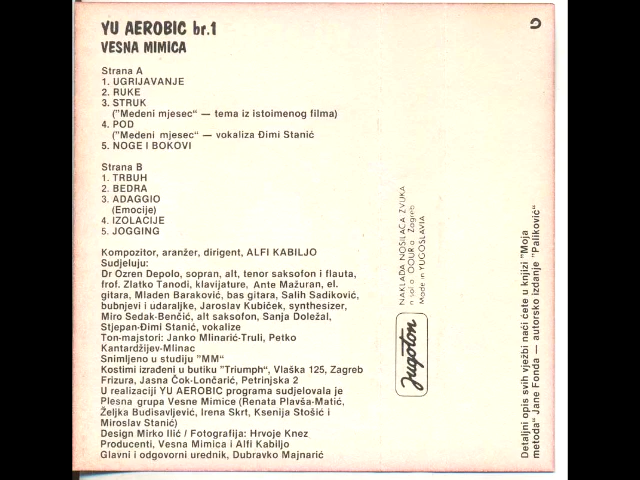 YU AEROBIC br.1
VESNA MIMICA
Strana A
1. UGRIJAVANJE
2. RUKE
3. STRUK
("Medeni mjesec" — tema iz istoimenog filma)
4. POD
("Medeni mjesec" — vokaliza Đimi Stanić
5. NOGE I BOKOVI
Strana B
1. TRBUH
2. BEDRA
3. ADAGGIO
(Emocije)
4. IZOLACIJE
5. JOGGING
Kompozitor, aranžer, dirigent, ALFI KABILJO
Sudjeluju:
Dr Ozren Depolo, sopran, alt, tenor saksofon i flauta,
frof. Zlatko Tanodi, klavijature, Ante Mažuran, el.
gitara, Mladen Baraković, bas gitara, Salih Sadiković,
bubnjevi i udaraljke, Jaroslav Kubiček, synthesizer,
Miro Sedak-Benčić, alt saksofon, Sanja Doležal,
Stjepan-Đimi Stanić, vokalize
Ton-majstori: Janko Mlinarić-Truli, Petko
Kantardžijev-Mlinac
Snimljeno u studiju "MM"
Kostimi izrađeni u butiku "Triumph", Vlaška 125, Zagreb
Frizura, Jasna Čok-Lončarić, Petrinjska 2
U realizaciji YU AEROBIC programa sudjelovala je
Plesna grupa Vesne Mimice (Renata Plavša-Matić,
Željka Budisavljević, Irena Skrt, Ksenija Stošić i
Miroslav Stanić)
Design Mirko Ilić / Fotografija: Hrvoje Knez
Producenti, Vesna Mimica i Alfi Kabiljo
Glavni i odgovorni urednik, Dubravko Majnarić
NAKLADA NOSILACA ZVUKA
OOUR Zagreb
Made in YUGOSLAVIA
Jugoton
Detaljni opis svih vježbi naći ćete u knjizi "Moja
metoda" Jane Fonda — autorsko izdanje "Paliković"